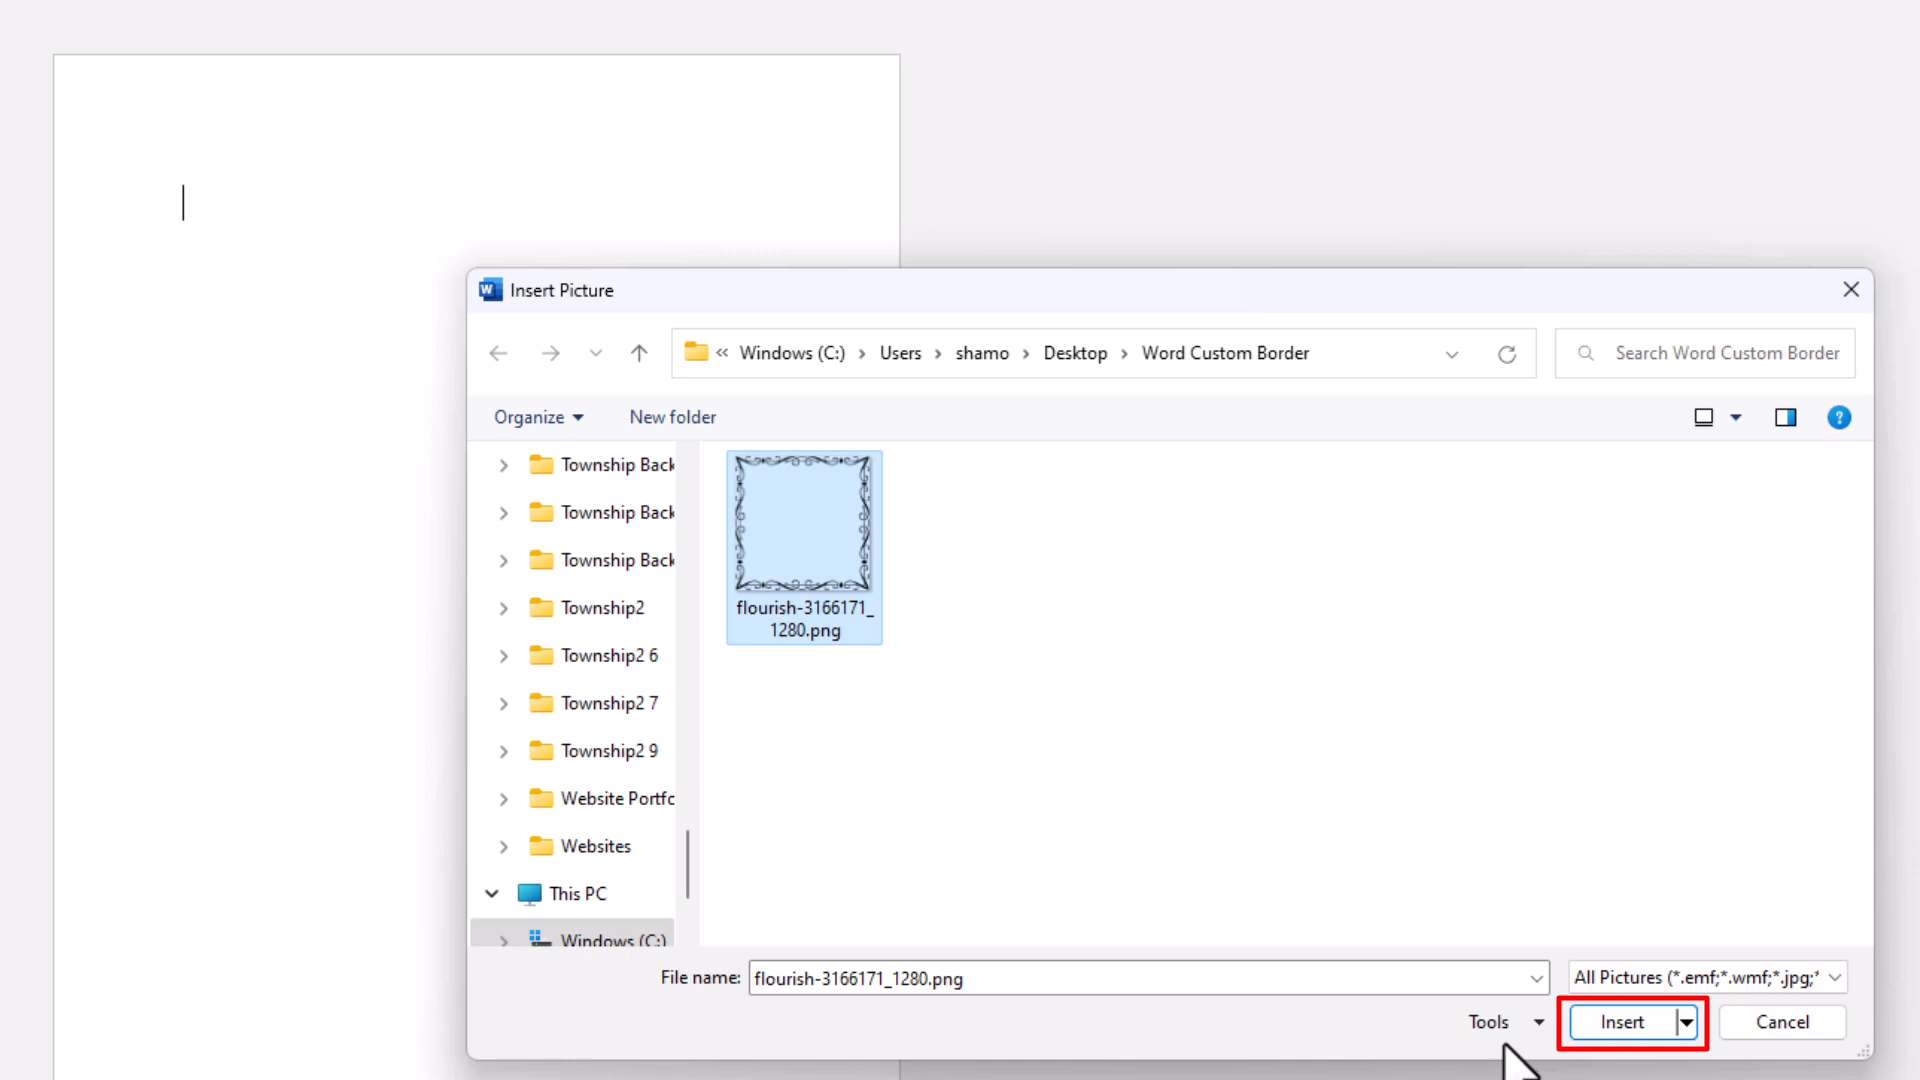 W Insert Picture
« Windows (C:) > Users > shamo > Desktop > Word Custom Border
Search Word Custom Border
Organize
New folder
?
Township Back
Township Back
Township Back
Township2
Township2 6
Township2 7
Township2 9
Website Portfo
Websites
This PC
Windows (C:)
flourish-3166171_
1280.png
File name: flourish-3166171_1280.png
All Pictures (*.emf;*.wmf;*.jpg;*
Tools
Insert
Cancel